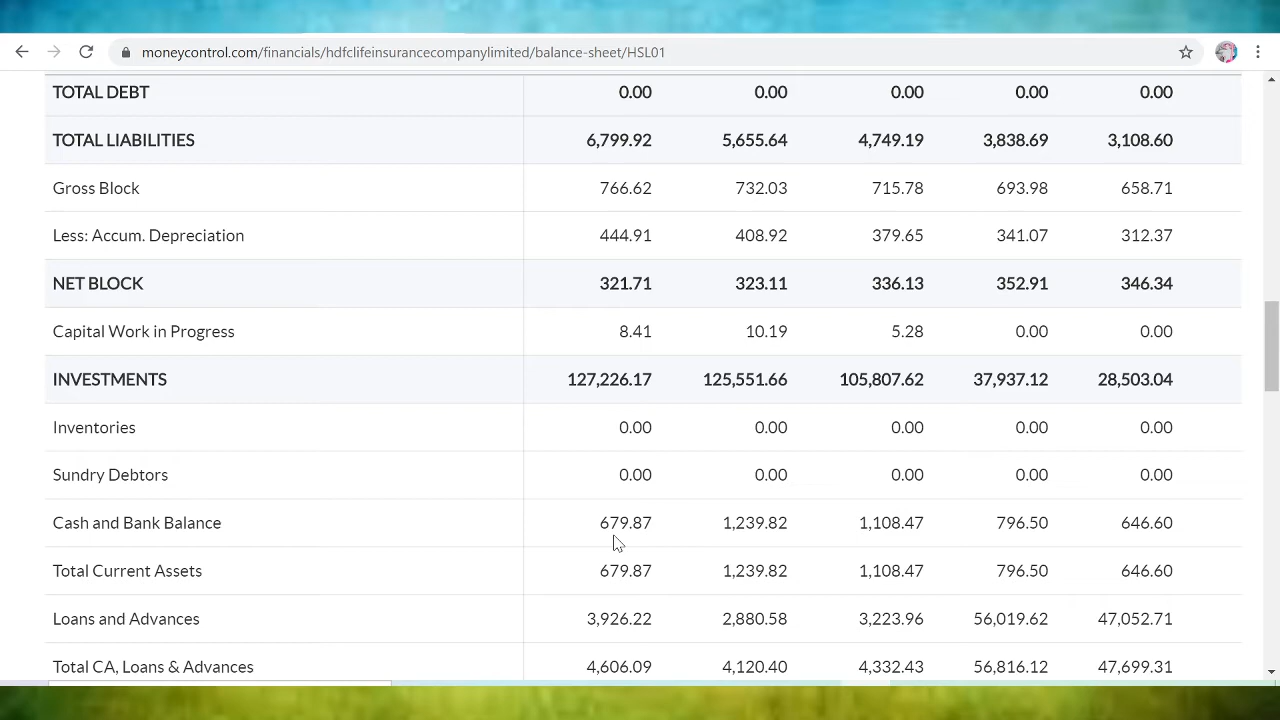 moneycontrol.com/financials/hdfclifeinsurancecompanylimited/balance-sheet/HSL01
TOTAL DEBT 0.00 0.00 0.00 0.00 0.00
TOTAL LIABILITIES 6,799.92 5,655.64 4,749.19 3,838.69 3,108.60
Gross Block 766.62 732.03 715.78 693.98 658.71
Less: Accum. Depreciation 444.91 408.92 379.65 341.07 312.37
NET BLOCK 321.71 323.11 336.13 352.91 346.34
Capital Work in Progress 8.41 10.19 5.28 0.00 0.00
INVESTMENTS 127,226.17 125,551.66 105,807.62 37,937.12 28,503.04
Inventories 0.00 0.00 0.00 0.00 0.00
Sundry Debtors 0.00 0.00 0.00 0.00 0.00
Cash and Bank Balance 679.87 1,239.82 1,108.47 796.50 646.60
Total Current Assets 679.87 1,239.82 1,108.47 796.50 646.60
Loans and Advances 3,926.22 2,880.58 3,223.96 56,019.62 47,052.71
Total CA, Loans & Advances 4,606.09 4,120.40 4,332.43 56,816.12 47,699.31